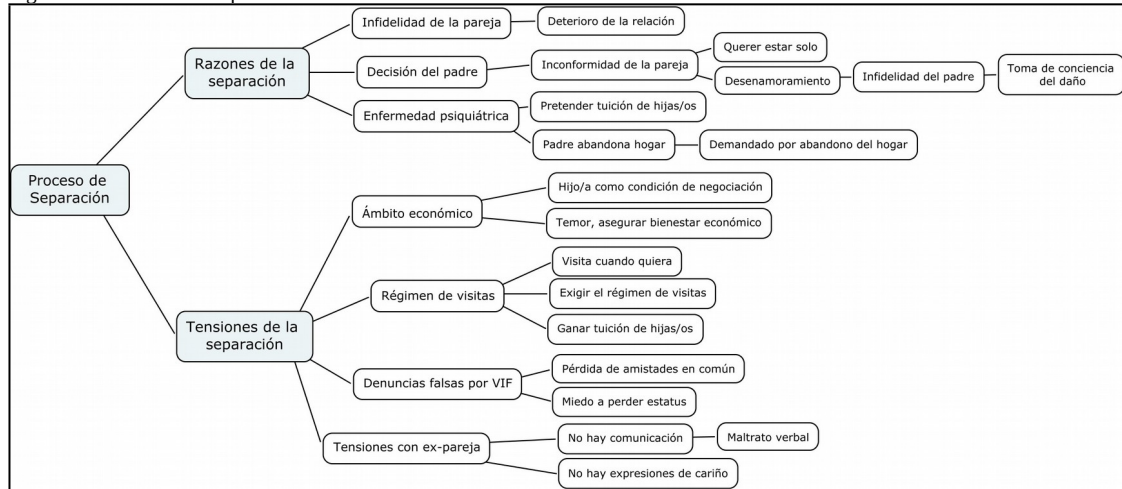 Infidelidad de la pareja
Deterioro de la relación
Razones de la
separación
Decisión del padre
Inconformidad de la pareja
Querer estar solo
Desenamoramiento
Infidelidad del padre
Toma de conciencia
del daño
Enfermedad psiquiátrica
Pretender tuición de hijas/os
Padre abandona hogar
Demandado por abandono del hogar
Proceso de
Separación
Ámbito económico
Hijo/a como condición de negociación
Temor, asegurar bienestar económico
Régimen de visitas
Visita cuando quiera
Exigir el régimen de visitas
Ganar tuición de hijas/os
Tensiones de la
separación
Denuncias falsas por VIF
Pérdida de amistades en común
Miedo a perder estatus
Tensiones con ex-pareja
No hay comunicación
Maltrato verbal
No hay expresiones de cariño